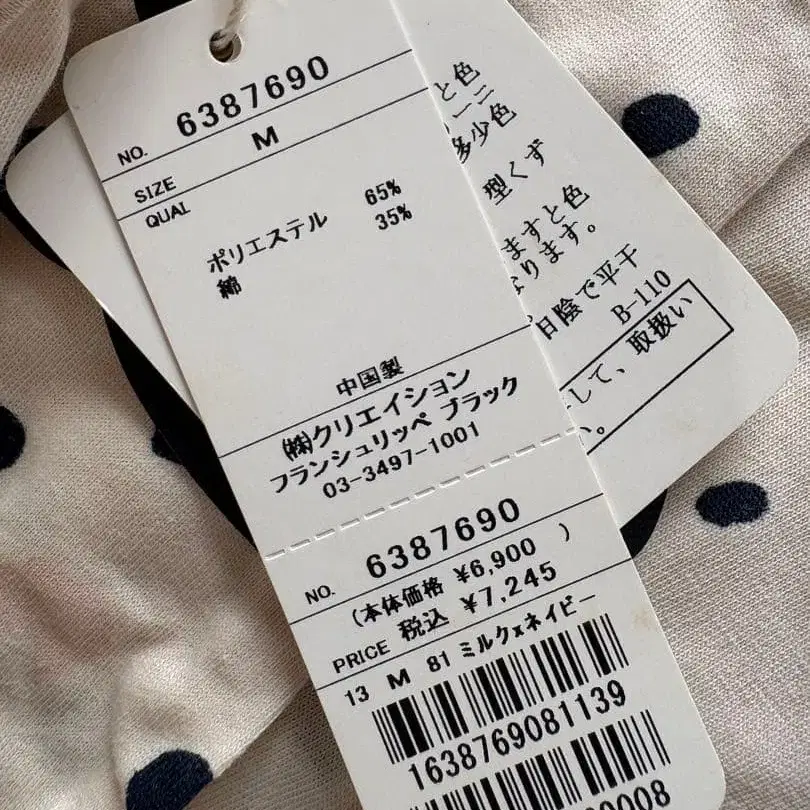 NO. 6387690
SIZE M
QUAL
ポリエステル 65%
綿 35%
中国製
㈱クリエイション
フランシュリッペ ブラック
03-3497-1001
NO. 6387690
(本体価格 ¥6,900 )
PRICE 税込 ¥7,245
13 M 81 ミルクxネイビー
1638769081139
0008
と色
多少色
型くず
ますと色
なります。
日陰で平干
B-110
して、取扱い